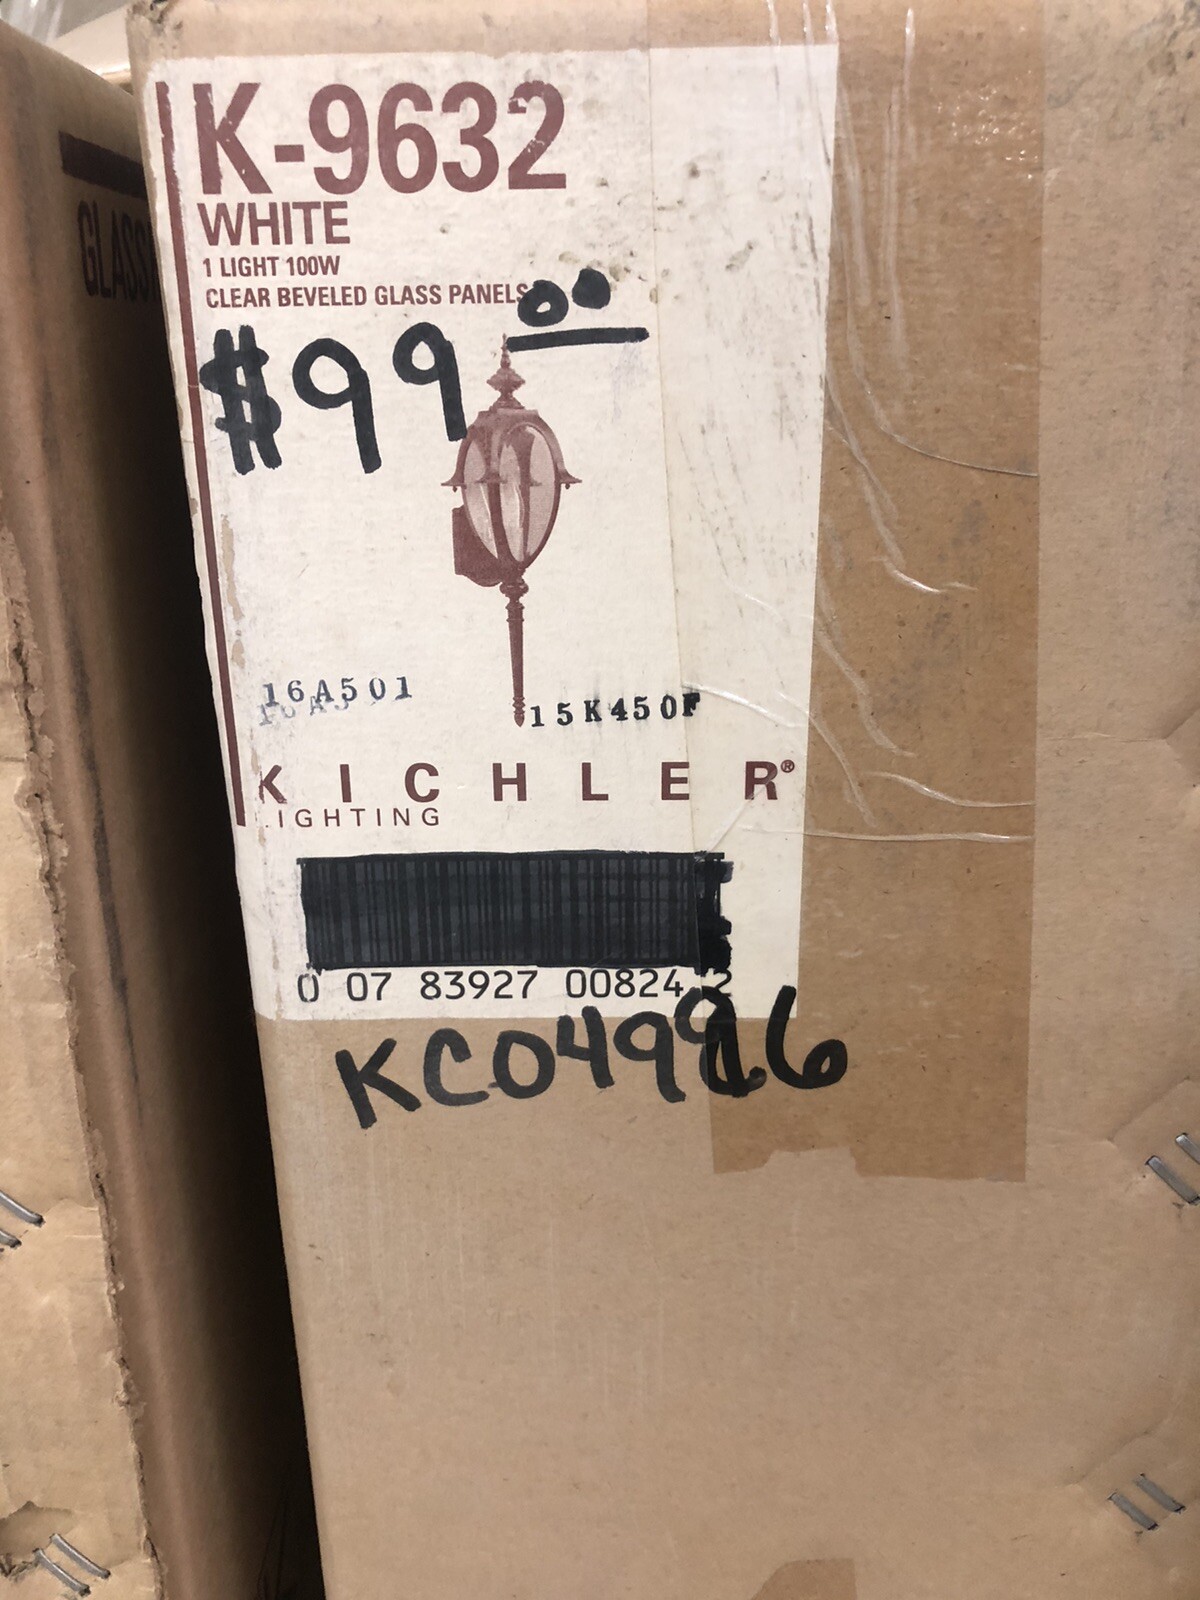 K-9632
WHITE
1 LIGHT 100W
CLEAR BEVELED GLASS PANELS
$99 00
16A501
15K450F
KICHLER®
LIGHTING
0 07 83927 00824 2